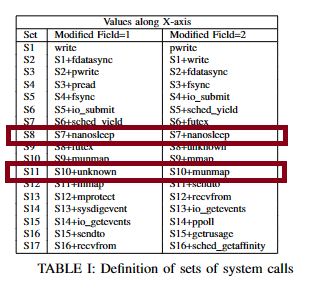 Values along X-axis
Set Modified Field=1 Modified Field=2
S1 write pwrite
S2 S1+fdatasync S1+write
S3 S2+pwrite S2+fdatasync
S4 S3+pread S3+fsync
S5 S4+fsync S4+io_submit
S6 S5+io_submit S5+sched_yield
S7 S6+sched_yield S6+futex
S8 S7+nanosleep S7+nanosleep
S9 S8+futex S8+unknown
S10 S9+munmap S9+mmap
S11 S10+unknown S10+munmap
S12 S11+mmap S11+sendto
S13 S12+mprotect S12+recvfrom
S14 S13+sysdigevent S13+io_getevents
S15 S14+io_getevents S14+ppoll
S16 S15+sendto S15+getrusage
S17 S16+recvfrom S16+sched_getaffinity
TABLE I: Definition of sets of system calls